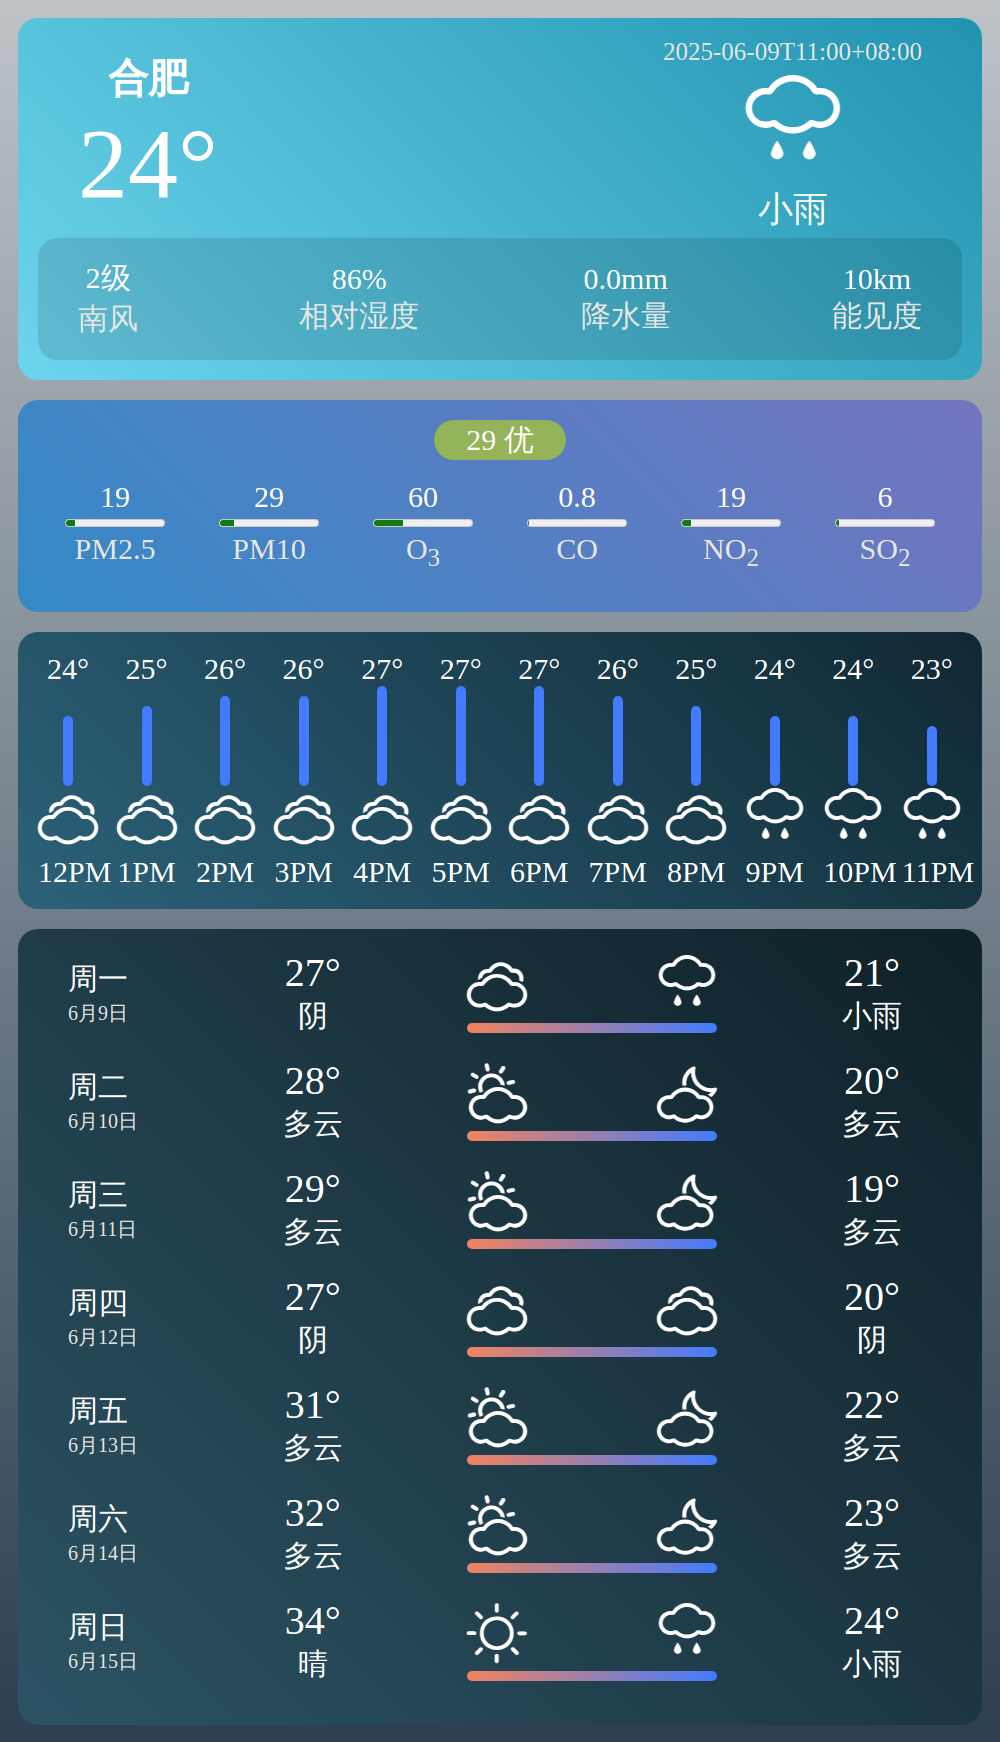 合肥
24°
2025-06-09T11:00+08:00
小雨
2级 86% 0.0mm 10km
南风 相对湿度 降水量 能见度
29 优
19 29 60 0.8 19 6
PM2.5 PM10 O3 CO NO2 SO2
24° 25° 26° 26° 27° 27° 27° 26° 25° 24° 24° 23°
12PM 1PM 2PM 3PM 4PM 5PM 6PM 7PM 8PM 9PM 10PM 11PM
周一 27° 21°
6月9日 阴 小雨
周二 28° 20°
6月10日 多云 多云
周三 29° 19°
6月11日 多云 多云
周四 27° 20°
6月12日 阴 阴
周五 31° 22°
6月13日 多云 多云
周六 32° 23°
6月14日 多云 多云
周日 34° 24°
6月15日 晴 小雨